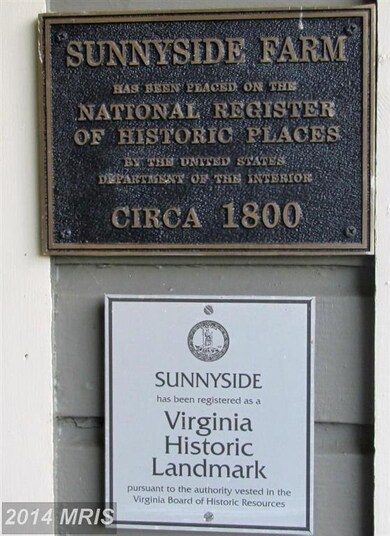 SUNNYSIDE FARM
HAS BEEN PLACED ON THE
NATIONAL REGISTER
OF HISTORIC PLACES
BY THE UNITED STATES
DEPARTMENT OF THE INTERIOR
CIRCA 1800
SUNNYSIDE
has been registered as a
Virginia
Historic
Landmark
pursuant to the authority vested in the
Virginia Board of Historic Resources
2014 MRIS